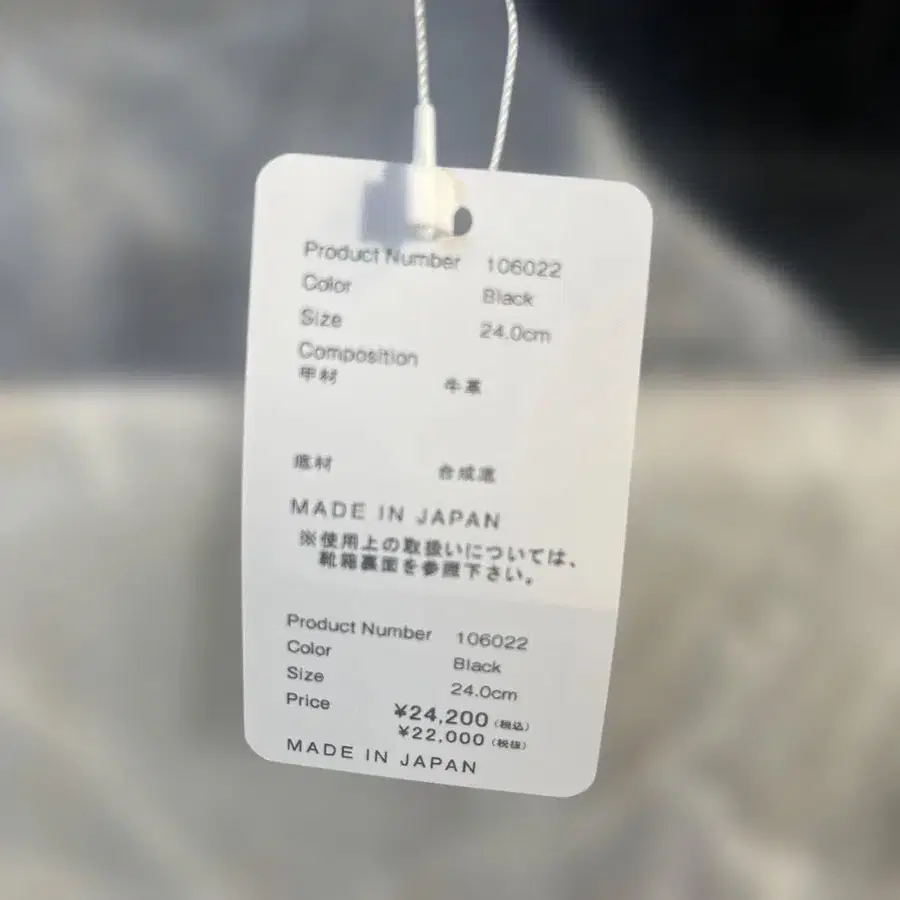 Product Number 106022
Color Black
Size 24.0cm
Composition
甲材 牛革
底材 合成底
MADE IN JAPAN
※使用上の取扱いについては、
靴箱裏面を参照下さい。
Product Number 106022
Color Black
Size 24.0cm
Price ¥24,200(税込)
¥22,000(税抜)
MADE IN JAPAN